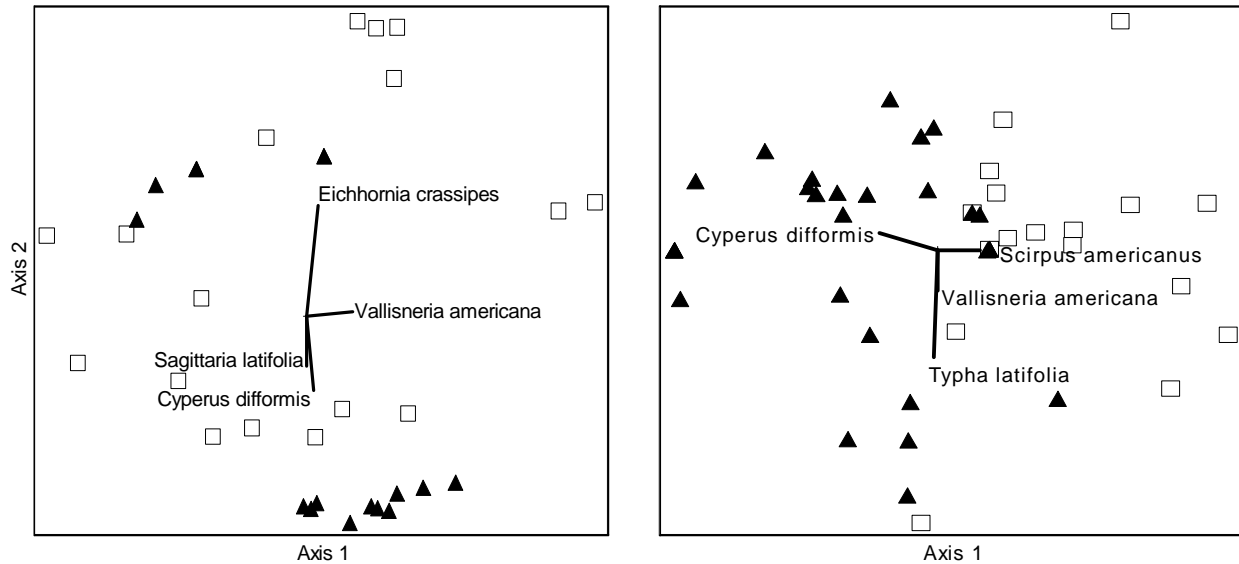 Eichhornia crassipes
Vallisneria americana
Sagittaria latifolia
Cyperus difformis
Axis 2
Axis 1
Cyperus difformis
Scirpus americanus
Vallisneria americana
Typha latifolia
Axis 1